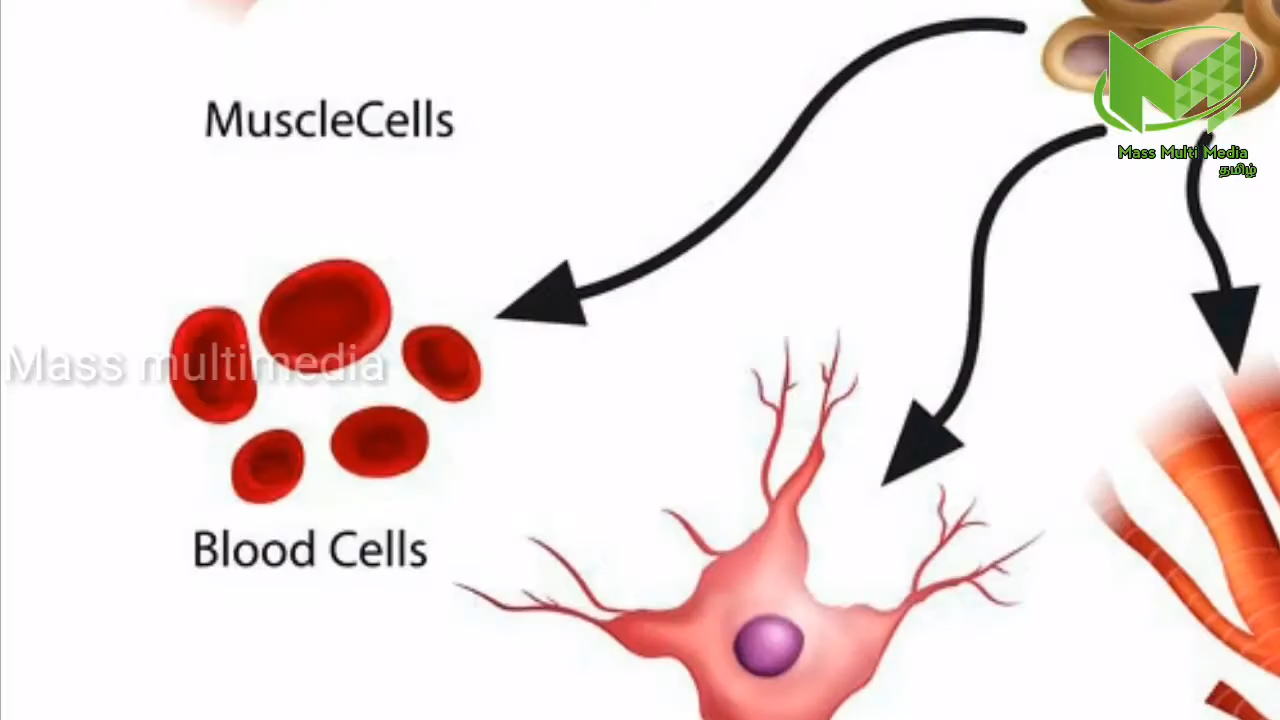 MuscleCells
Mass Multi Media
தமிழ்
Mass multimedia
Blood Cells